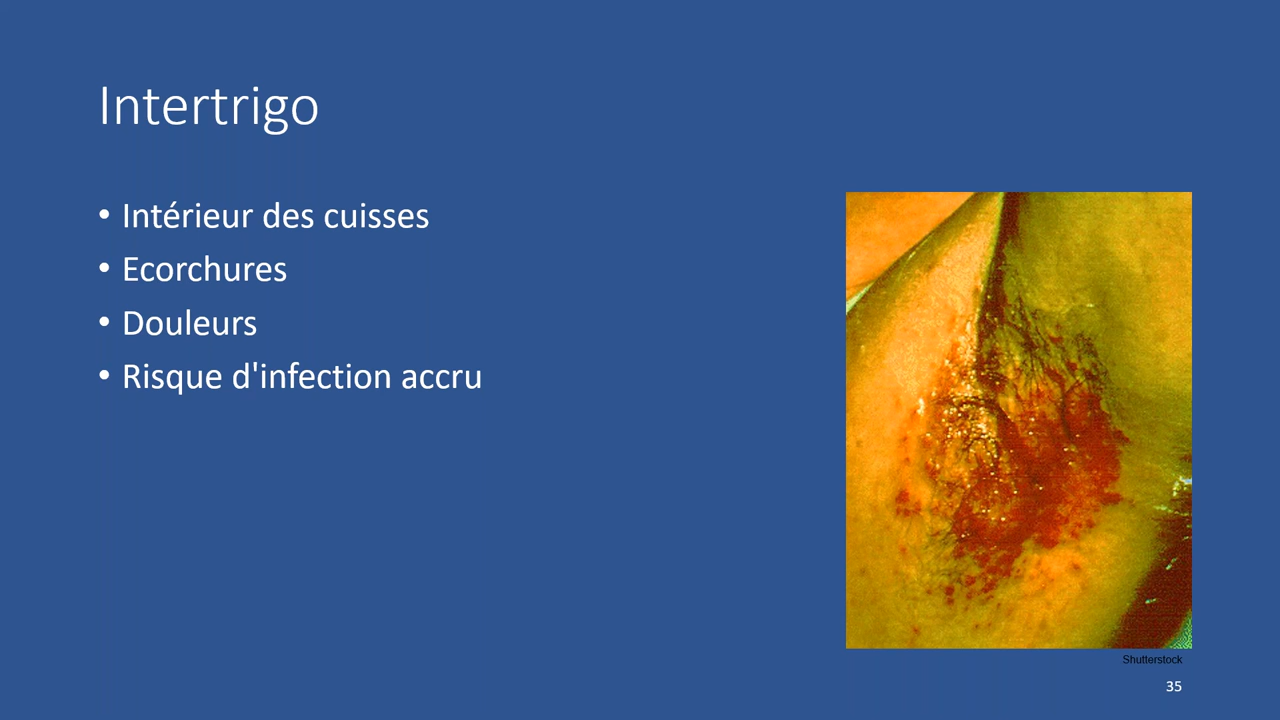 Intertrigo
• Intérieur des cuisses
• Ecorchures
• Douleurs
• Risque d'infection accru
Shutterstock
35